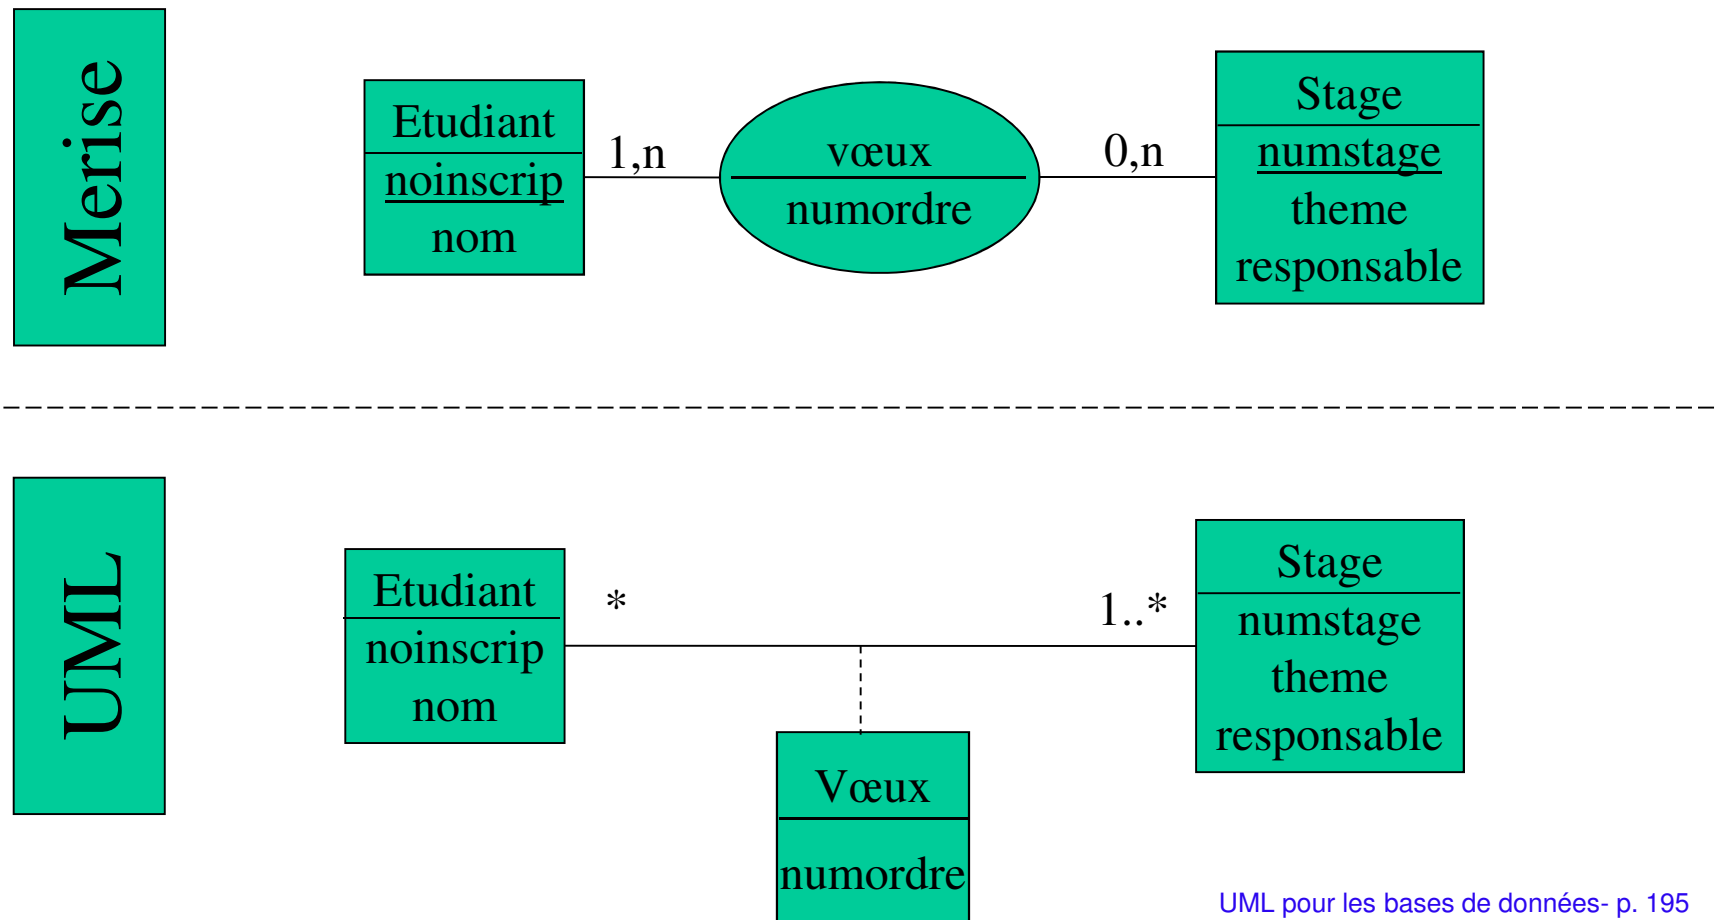 Merise
Etudiant
noinscrip
nom
1,n
vœux
numordre
0,n
Stage
numstage
theme
responsable
UML
Etudiant
noinscrip
nom
*
1..*
Stage
numstage
theme
responsable
Vœux
numordre
UML pour les bases de données- p. 195